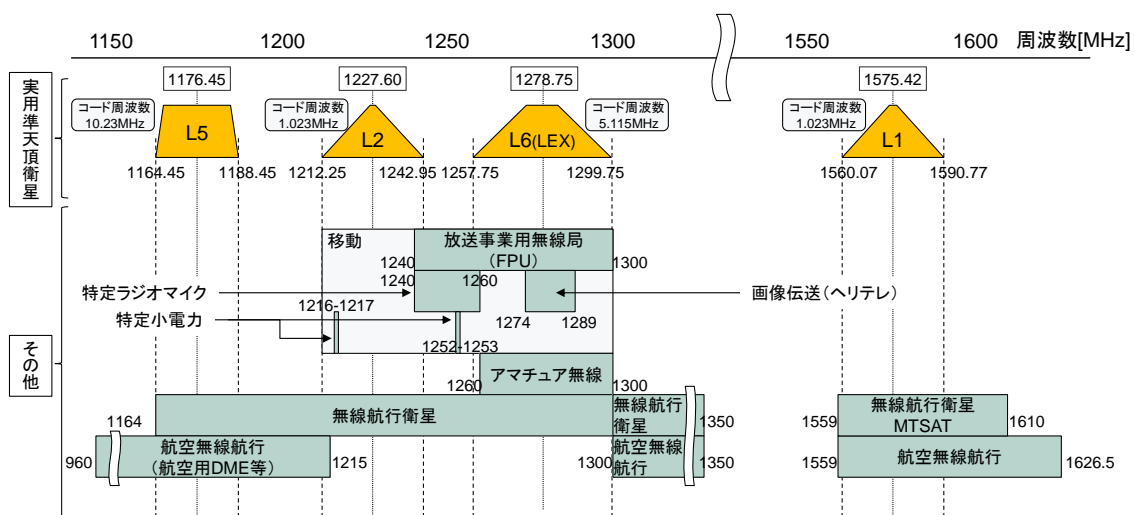 1150
1200
1250
1300
1550
1600
周波数[MHz]
実用準天頂衛星
1176.45
1227.60
1278.75
1575.42
コード周波数
10.23MHz
コード周波数
1.023MHz
コード周波数
5.115MHz
コード周波数
1.023MHz
L5
L2
L6(LEX)
L1
1164.45
1188.45
1212.25
1242.95
1257.75
1299.75
1560.07
1590.77
その他
移動
放送事業用無線局
(FPU)
1240
1300
1240
1260
特定ラジオマイク
画像伝送(ヘリテレ)
1216-1217
1274
1289
特定小電力
1252-1253
アマチュア無線
1260
1300
1164
無線航行衛星
無線航行
衛星
1350
1559
無線航行衛星
MTSAT
1610
960
航空無線航行
(航空用DME等)
1215
1300
航空無線
航行
1350
1559
航空無線航行
1626.5